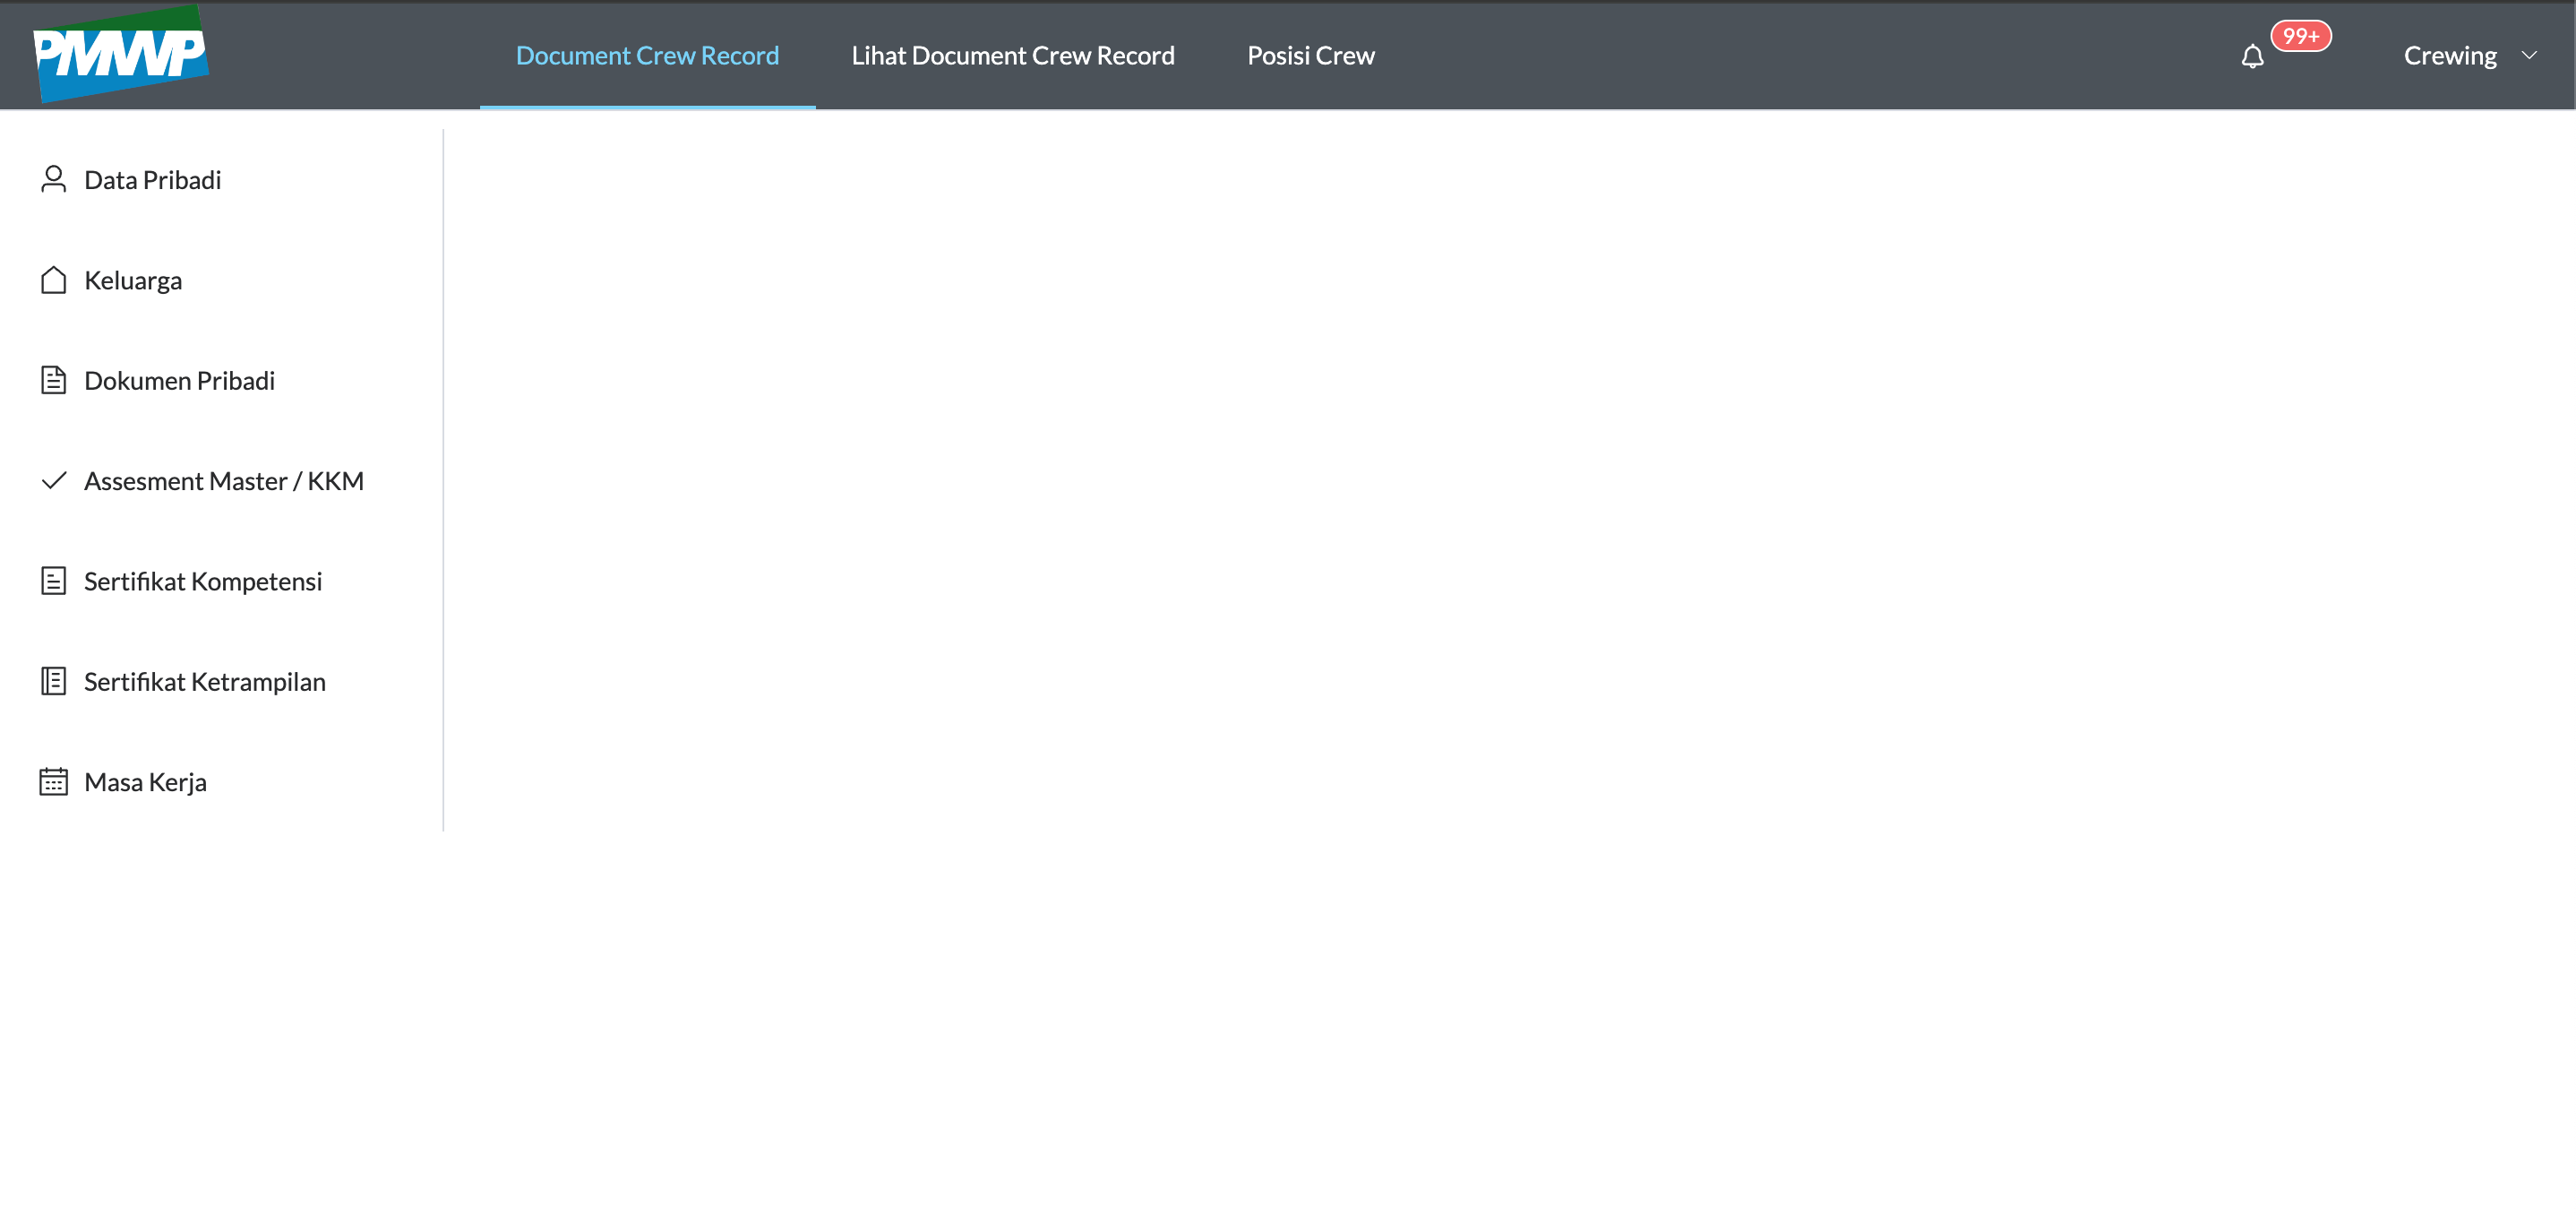 PMWP
Document Crew Record
Lihat Document Crew Record
Posisi Crew
99+
Crewing
Data Pribadi
Keluarga
Dokumen Pribadi
Assesment Master / KKM
Sertifikat Kompetensi
Sertifikat Ketrampilan
Masa Kerja